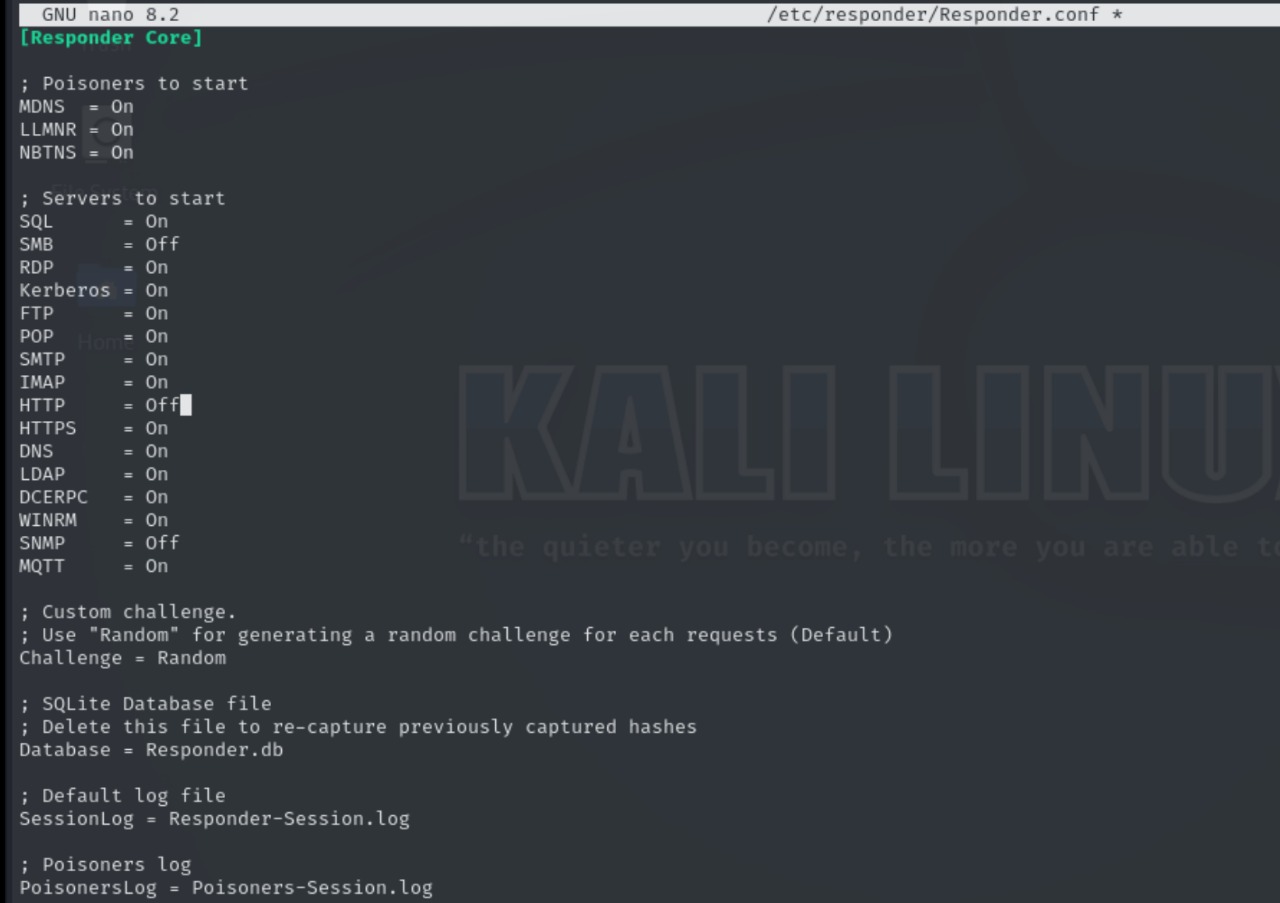 GNU nano 8.2 /etc/responder/Responder.conf *
[Responder Core]
; Poisoners to start
MDNS = On
LLMNR = On
NBTNS = On
; Servers to start
SQL = On
SMB = Off
RDP = On
Kerberos = On
FTP = On
POP = On
SMTP = On
IMAP = On
HTTP = Off
HTTPS = On
DNS = On
LDAP = On
DCERPC = On
WINRM = On
SNMP = Off
MQTT = On
; Custom challenge.
; Use "Random" for generating a random challenge for each requests (Default)
Challenge = Random
; SQLite Database file
; Delete this file to re-capture previously captured hashes
Database = Responder.db
; Default log file
SessionLog = Responder-Session.log
; Poisoners log
PoisonersLog = Poisoners-Session.log
Home
KALI LINU
“the quieter you become, the more you are able to